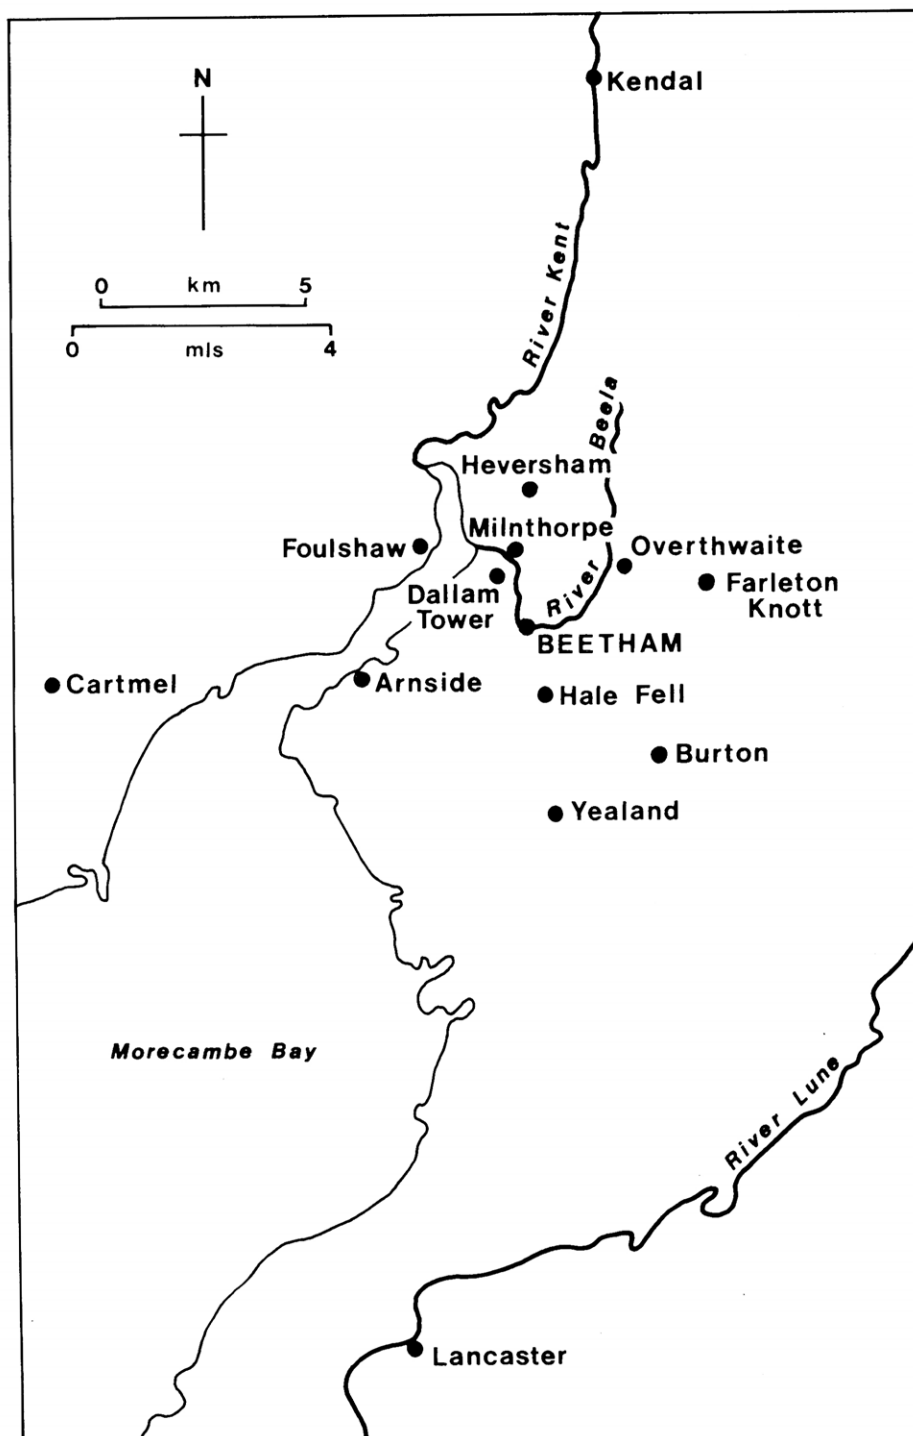 N
Kendal
0 km 5
0 mls 4
River Kent
Beela
Heversham
Milnthorpe
Foulshaw
Overthwaite
Dallam
Tower
River
Farleton
Knott
BEETHAM
Cartmel
Arnside
Hale Fell
Burton
Yealand
Morecambe Bay
River Lune
Lancaster